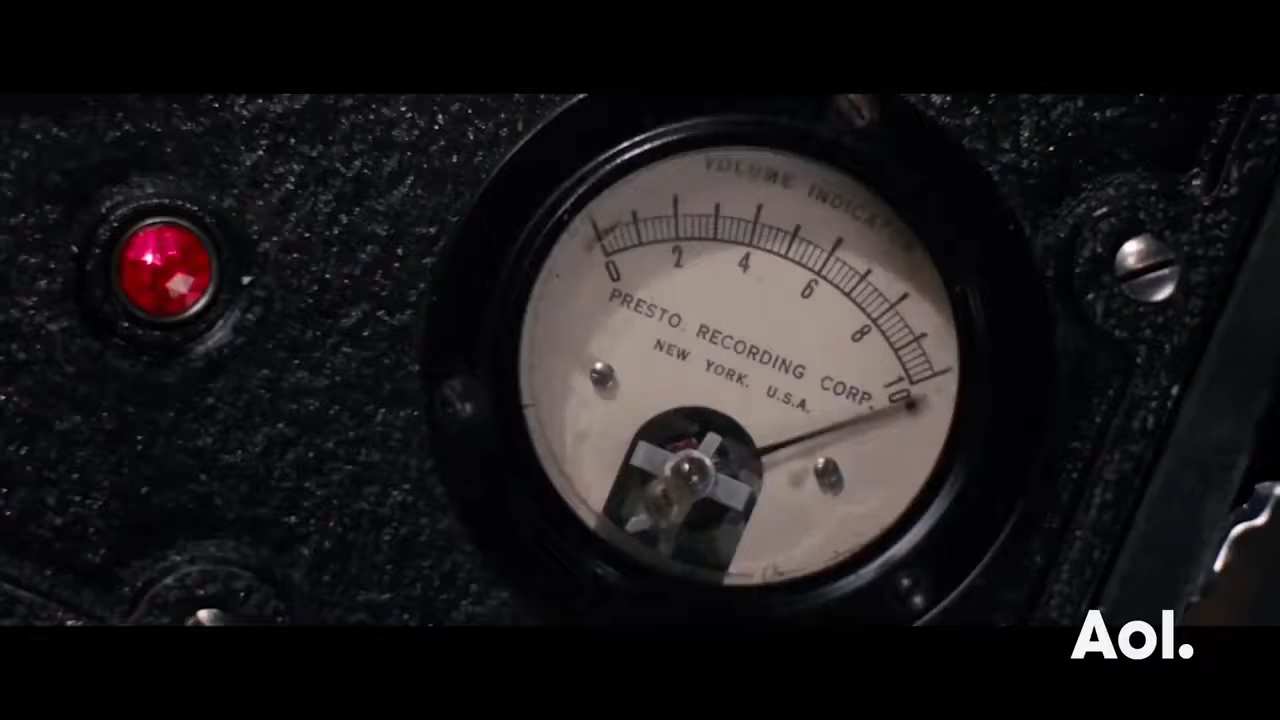 VOLUME INDICATOR
0 2 4 6 8 10
PRESTO RECORDING CORP.
NEW YORK. U.S.A.
Aol.